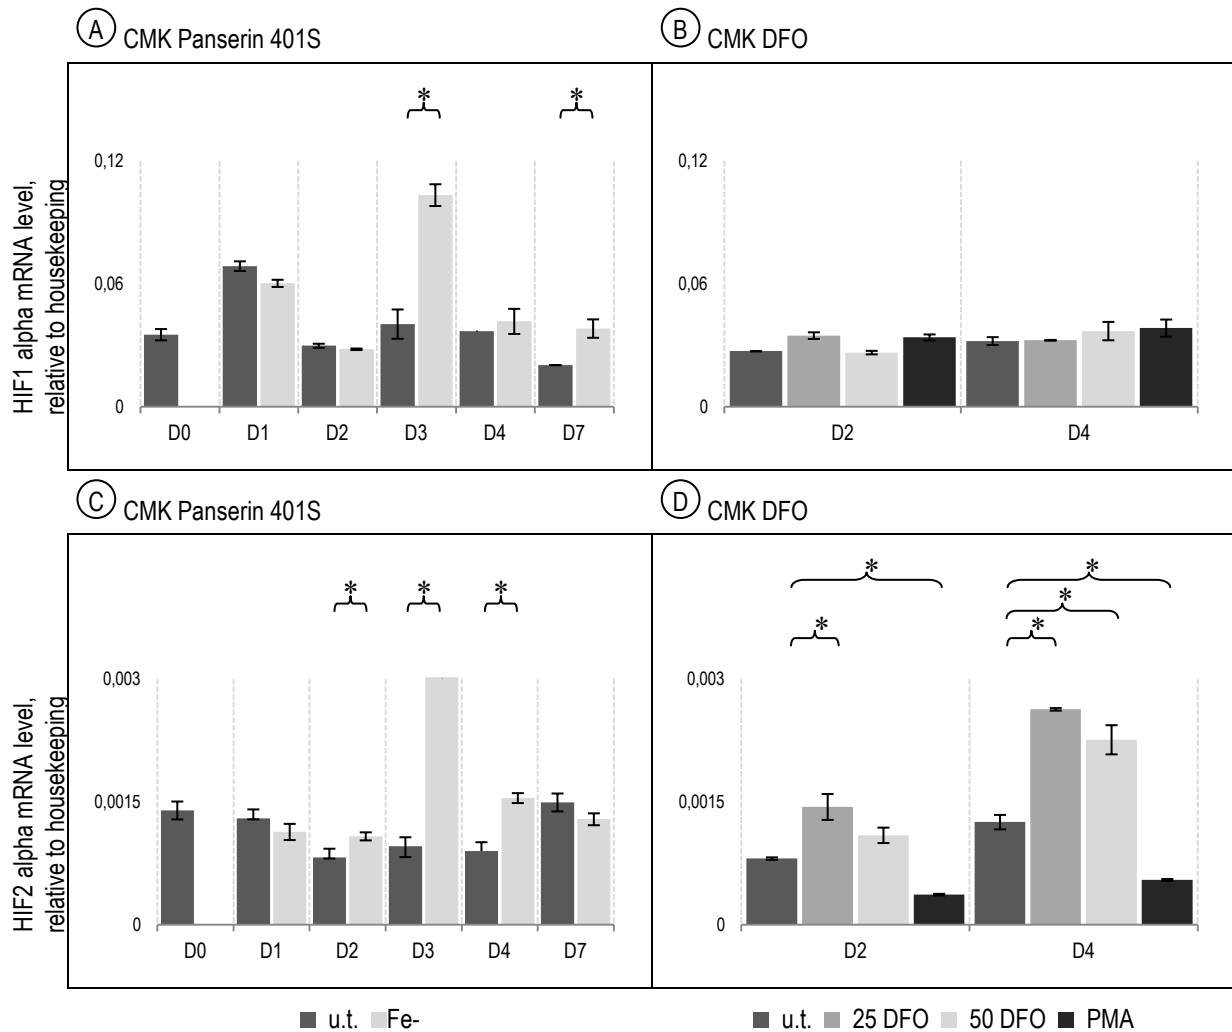 A CMK Panserin 401S
B CMK DFO
HIF1 alpha mRNA level,
relative to housekeeping
* *
0,12
0,06
0
D0 D1 D2 D3 D4 D7
0,12
0,06
0
D2 D4
C CMK Panserin 401S
D CMK DFO
HIF2 alpha mRNA level,
relative to housekeeping
* * *
0,003
0,0015
0
D0 D1 D2 D3 D4 D7
* *
*
* *
0,003
0,0015
0
D2 D4
u.t. Fe-
u.t. 25 DFO 50 DFO PMA